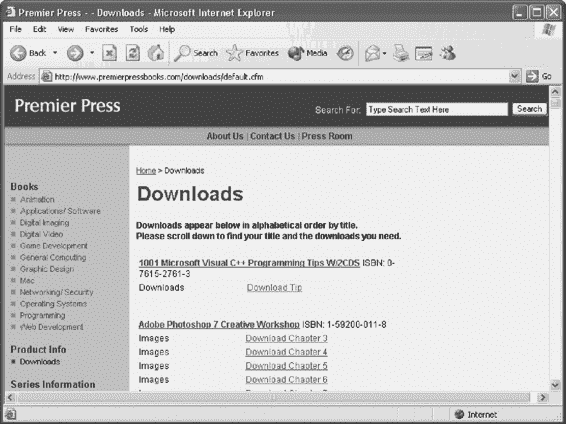 Premier Press - - Downloads - Microsoft Internet Explorer
File Edit View Favorites Tools Help
Back Search Favorites Media
Address http://www.premierpressbooks.com/downloads/default.cfm Go
Premier Press
Search For: Type Search Text Here Search
About Us | Contact Us | Press Room
Home > Downloads
Downloads
Downloads appear below in alphabetical order by title.
Please scroll down to find your title and the downloads you need.
1001 Microsoft Visual C++ Programming Tips W/2CDS ISBN: 0-
7615-2761-3
Downloads Download Tip
Adobe Photoshop 7 Creative Workshop ISBN: 1-59200-011-8
Images Download Chapter 3
Images Download Chapter 4
Images Download Chapter 5
Images Download Chapter 6
Books
Animation
Applications/Software
Digital Imaging
Digital Video
Game Development
General Computing
Graphic Design
Mac
Networking/Security
Operating Systems
Programming
Web Development
Product Info
Downloads
Series Information
Internet